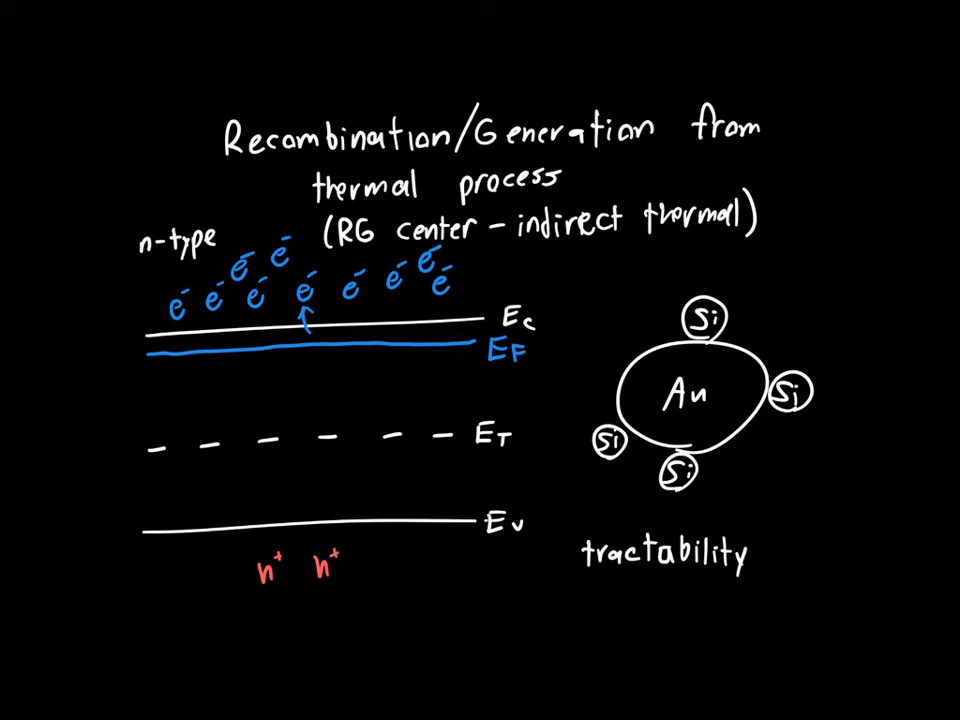 Recombination/Generation from
thermal process
(RG center - indirect thermal)
n-type
e⁻ e⁻ e⁻
e⁻ e⁻ e⁻ e⁻ e⁻ e⁻ e⁻
Ec
EF
ET
Ev
h⁺ h⁺
Si
Au
Si
Si
Si
tractability